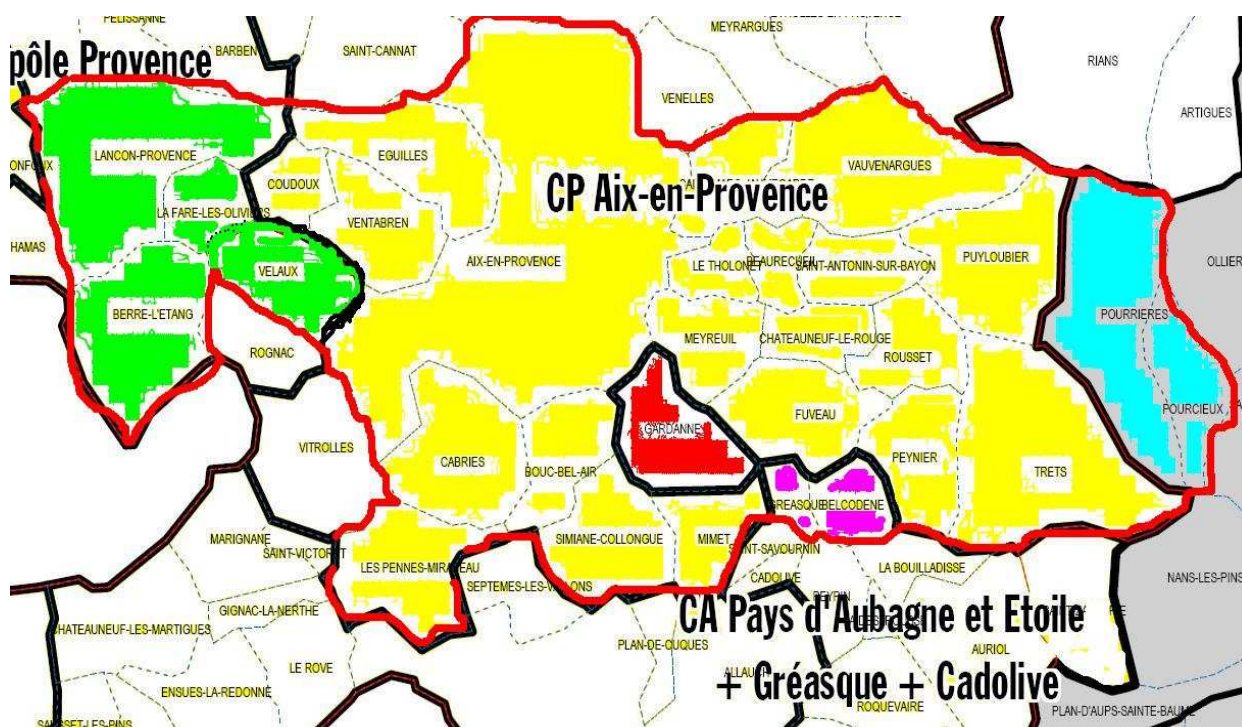 PELISSANNE
MEYRARGUES
BARBEN
SAINT-CANNAT
pôle Provence
RIANS
VENELLES
ARTIGUES
LANCON-PROVENCE
EGUILLES
VAUVENARGUES
COUDOUX
CP Aix-en-Provence
LA FARE-LES-OLIVIERS
VENTABREN
HAMAS
BEAURECUEIL
AIX-EN-PROVENCE
LE THOLONET
SAINT-ANTONIN-SUR-BAYON
PUYLOUBIER
OLLIER
VELAUX
BERRE-L'ETANG
POURRIERES
MEYREUIL
CHATEAUNEUF-LE-ROUGE
ROGNAC
ROUSSET
FUVEAU
POURCIEUX
GARDANNE
VITROLLES
CABRIES
BOUC-BEL-AIR
PEYNIER
TRETS
GREASQUE
BELCODENE
MARIGNANE
SIMIANE-COLLONGUE
MIMET
SAINT-VICTORET
SAINT-SAVOURNIN
LES PENNES-MIRABEAU
LA BOUILLADISSE
CADOLIVE
NANS-LES-PINS
SEPTEMES-LES-VALLONS
PEYPIN
GIGNAC-LA-NERTHE
CA Pays d'Aubagne et Etoile
CHATEAUNEUF-LES-MARTIGUES
PLAN-DE-CUQUES
AURIOL
LE ROVE
ALLAUCH
+ Gréasque + Cadolive
ENSUES-LA-REDONNE
ROQUEVAIRE
PLAN-D'AUPS-SAINTE-BAUME
SAUSSET-LES-PINS